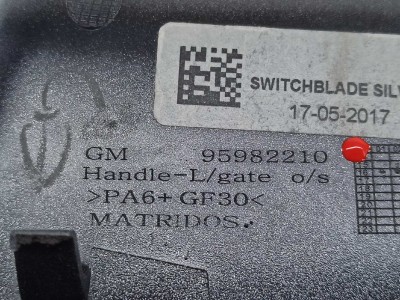 SWITCHBLADE SILV
17-05-2017
GM 95982210
Handle-L/gate o/s
>PA6+GF30<
MATRIDOS.